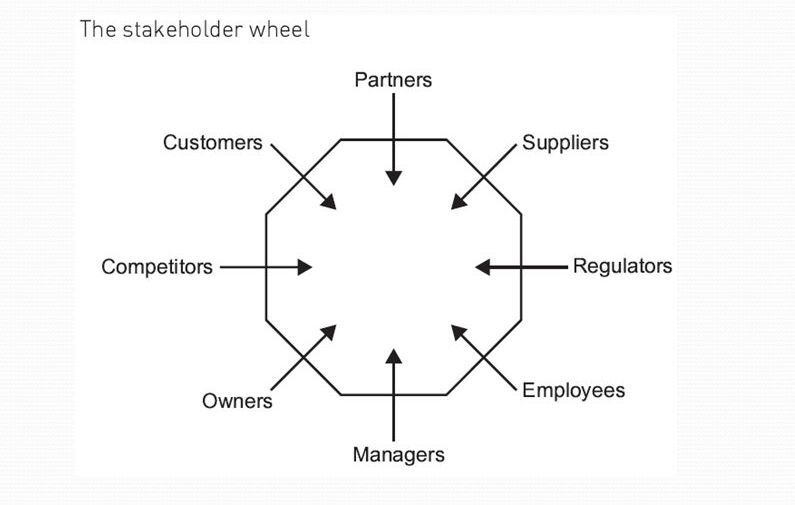 The stakeholder wheel
Partners
Customers
Suppliers
Competitors
Regulators
Owners
Employees
Managers